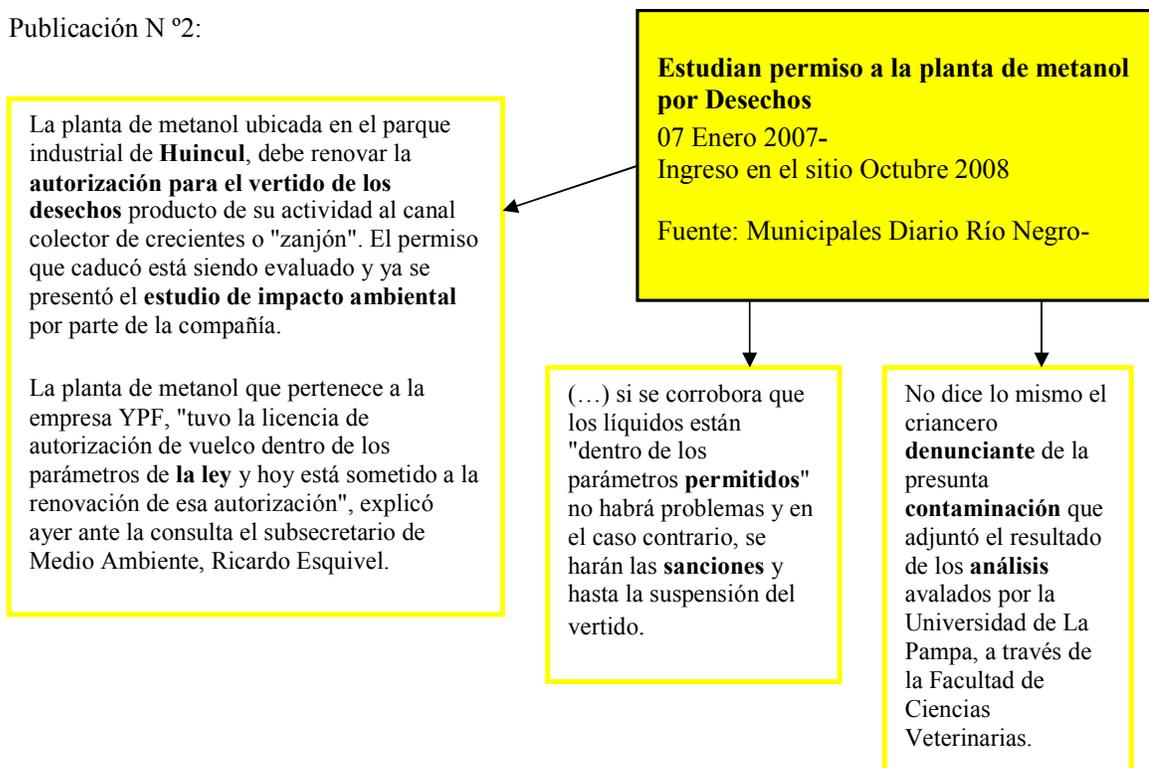 Publicación N º2:
Estudian permiso a la planta de metanol
por Desechos
07 Enero 2007-
Ingreso en el sitio Octubre 2008
Fuente: Municipales Diario Río Negro-
La planta de metanol ubicada en el parque
industrial de Huincul, debe renovar la
autorización para el vertido de los
desechos producto de su actividad al canal
colector de crecientes o "zanjón". El permiso
que caducó está siendo evaluado y ya se
presentó el estudio de impacto ambiental
por parte de la compañía.
La planta de metanol que pertenece a la
empresa YPF, "tuvo la licencia de
autorización de vuelco dentro de los
parámetros de la ley y hoy está sometido a la
renovación de esa autorización", explicó
ayer ante la consulta el subsecretario de
Medio Ambiente, Ricardo Esquivel.
(…) si se corrobora que
los líquidos están
"dentro de los
parámetros permitidos"
no habrá problemas y en
el caso contrario, se
harán las sanciones y
hasta la suspensión del
vertido.
No dice lo mismo el
criancero
denunciante de la
presunta
contaminación que
adjuntó el resultado
de los análisis
avalados por la
Universidad de La
Pampa, a través de
la Facultad de
Ciencias
Veterinarias.